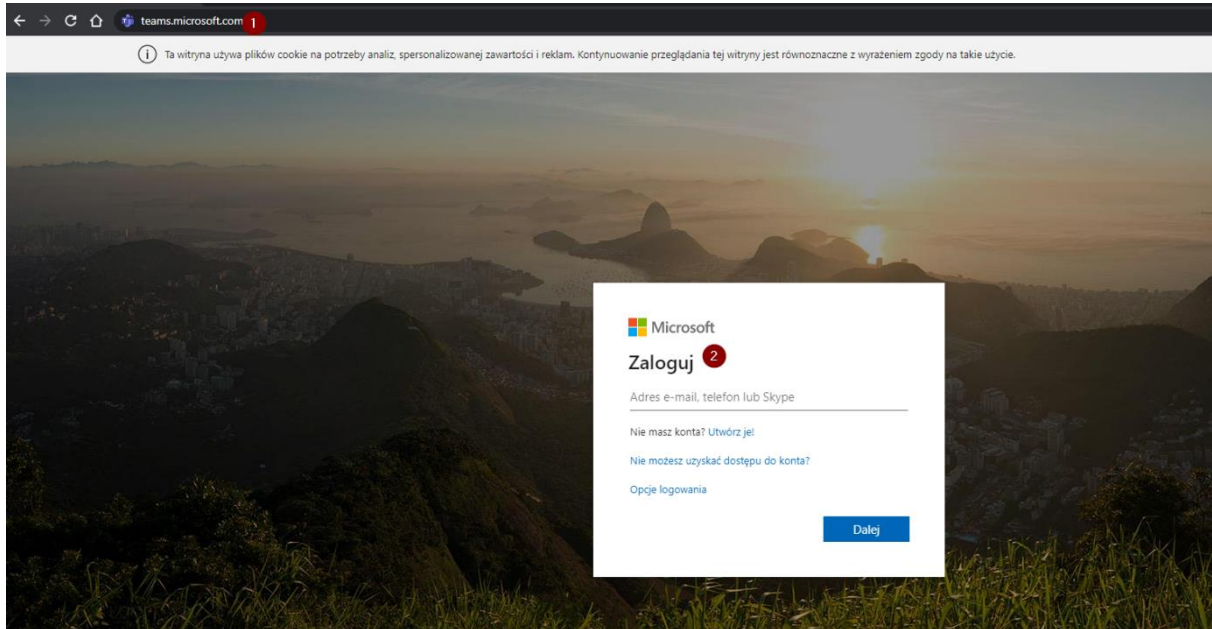 teams.microsoft.com 1
Ta witryna używa plików cookie na potrzeby analiz, spersonalizowanej zawartości i reklam. Kontynuowanie przeglądania tej witryny jest równoznaczne z wyrażeniem zgody na takie użycie.
Microsoft
Zaloguj 2
Adres e-mail, telefon lub Skype
Nie masz konta? Utwórz je!
Nie możesz uzyskać dostępu do konta?
Opcje logowania
Dalej